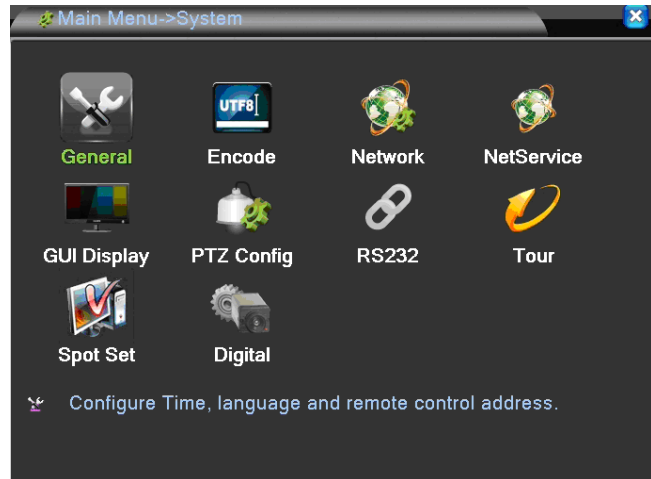 Main Menu->System
UTF8
General Encode Network NetService
GUI Display PTZ Config RS232 Tour
Spot Set Digital
Configure Time, language and remote control address.